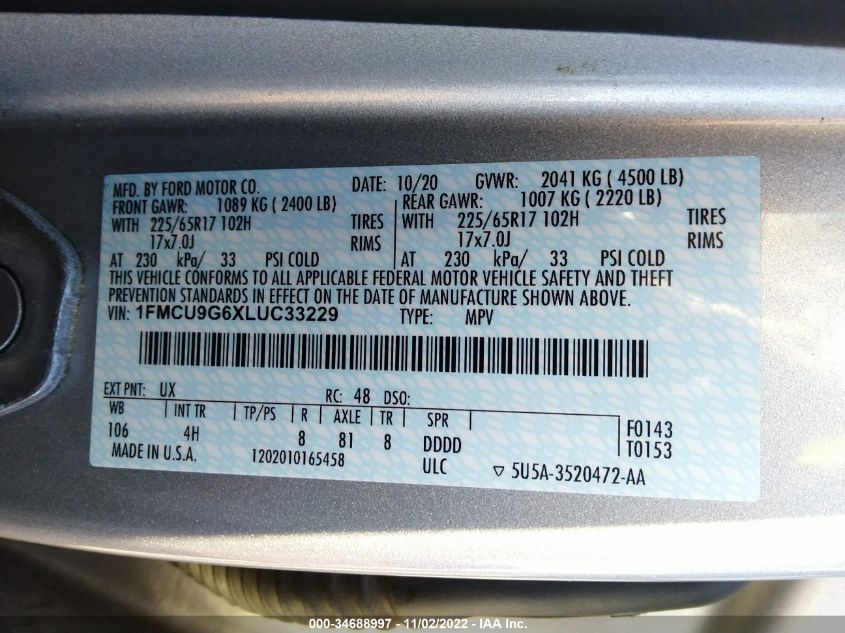 MFD. BY FORD MOTOR CO. DATE: 10/20 GVWR: 2041 KG ( 4500 LB)
FRONT GAWR: 1089 KG ( 2400 LB) REAR GAWR: 1007 KG ( 2220 LB)
WITH 225/65R17 102H TIRES WITH 225/65R17 102H TIRES
17x7.0J RIMS 17x7.0J RIMS
AT 230 kPa/ 33 PSI COLD AT 230 kPa/ 33 PSI COLD
THIS VEHICLE CONFORMS TO ALL APPLICABLE FEDERAL MOTOR VEHICLE SAFETY AND THEFT
PREVENTION STANDARDS IN EFFECT ON THE DATE OF MANUFACTURE SHOWN ABOVE.
VIN: 1FMCU9G6XLUC33229 TYPE: MPV
EXT PNT: UX RC: 48 DSO:
WB INT TR TP/PS R AXLE TR SPR
106 4H 8 81 8 DDDD F0143
T0153
MADE IN U.S.A. 1202010165458 ULC ▽ 5U5A-3520472-AA
000-34688997 - 11/02/2022 - IAA Inc.